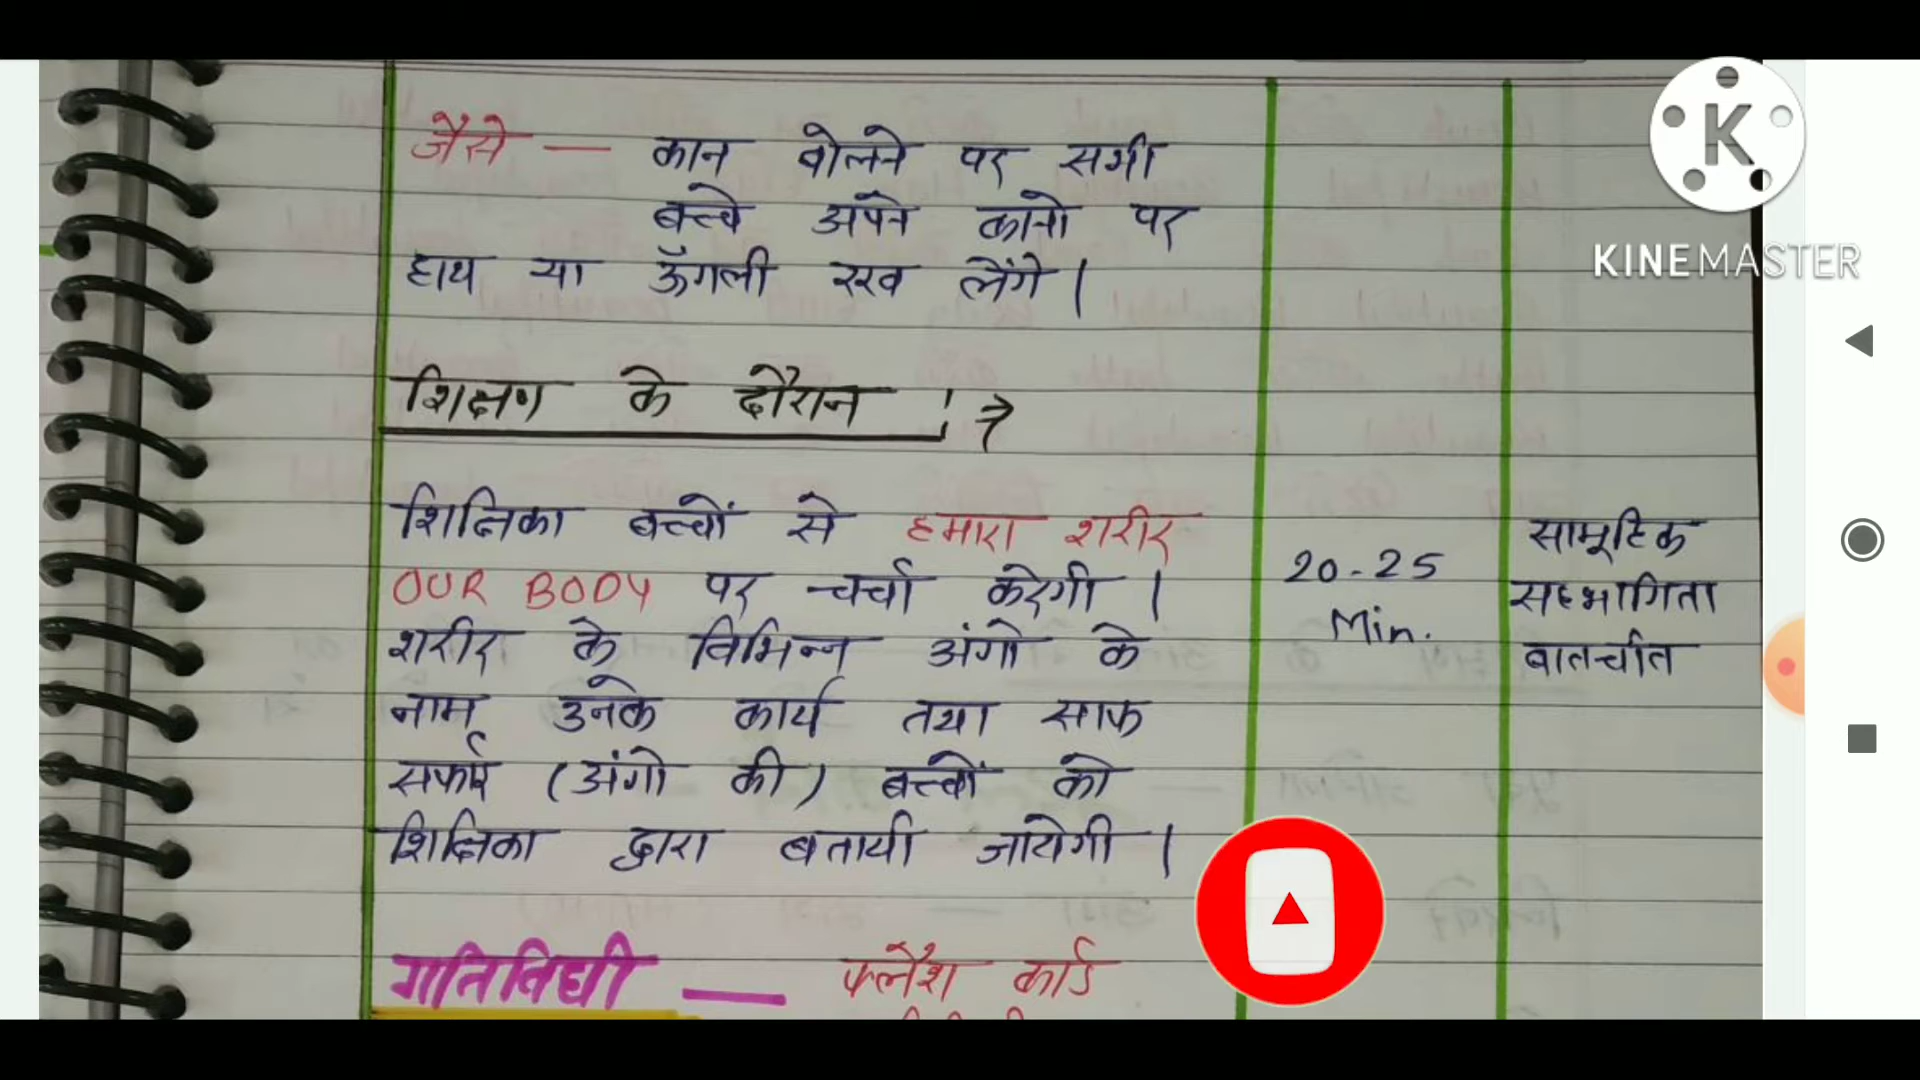 जैसे — कान बोलने पर सभी
बच्चे अपने कानो पर
हाथ या ऊँगली रख लेंगे।
शिक्षण के दौरान :→
शिक्षिका बच्चों से हमारा शरीर
OUR BODY पर चर्चा करेगी।
शरीर के विभिन्न अंगो के
नाम उनके कार्य तथा साफ
सफाई (अंगो की) बच्चों को
शिक्षिका द्वारा बतायी जायेगी।
20-25
Min.
सामूहिक
सहभागिता
बातचीत
गतिविधी — फ्लैश कार्ड
K
KINEMASTER